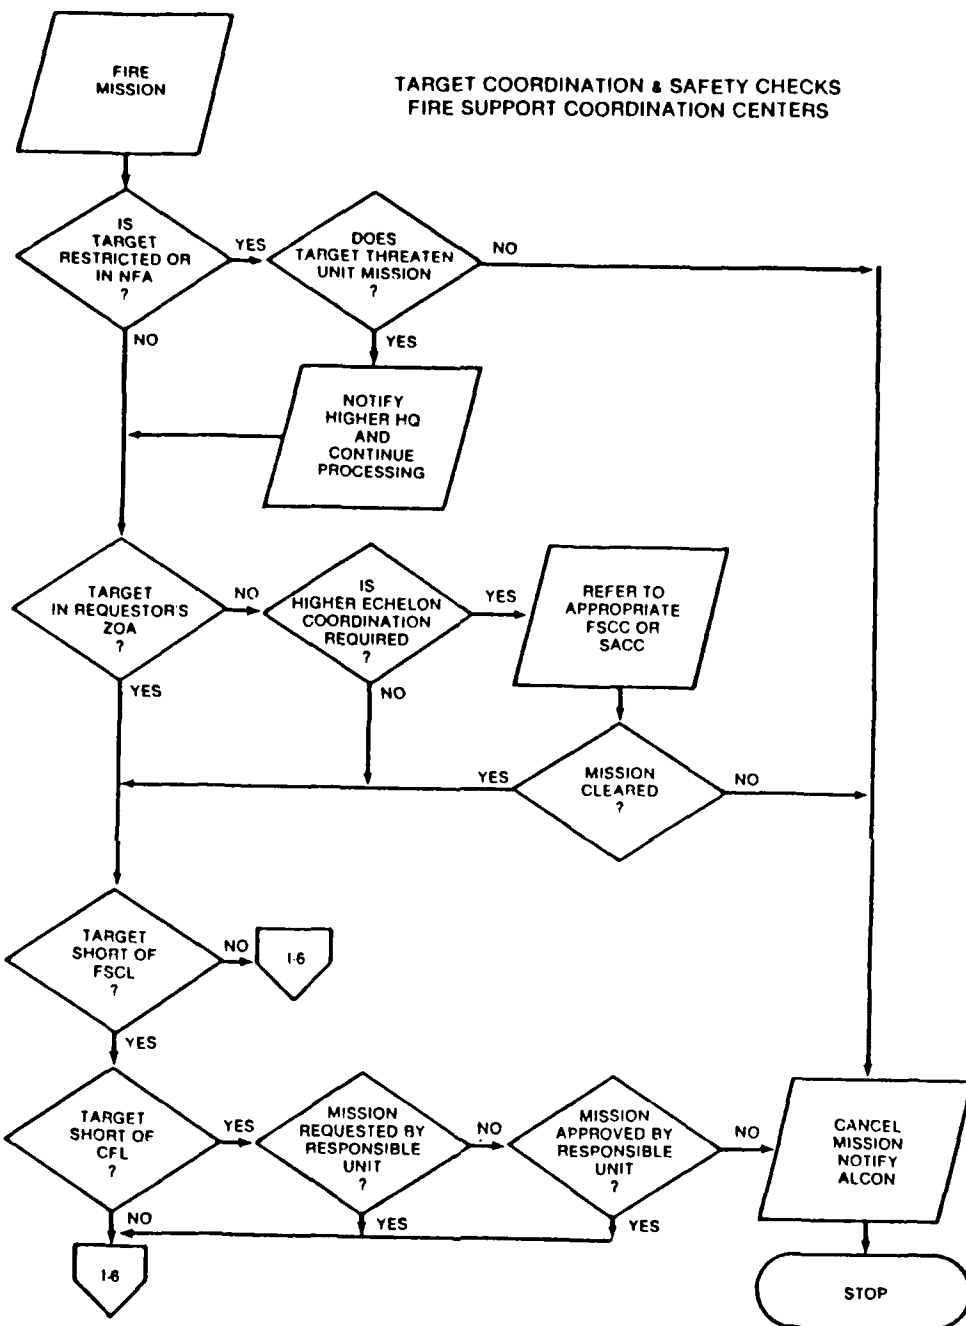 FIRE
MISSION
TARGET COORDINATION & SAFETY CHECKS
FIRE SUPPORT COORDINATION CENTERS
IS
TARGET
RESTRICTED OR
IN NFA
?
YES
DOES
TARGET THREATEN
UNIT MISSION
?
NO
NO
YES
NOTIFY
HIGHER HQ
AND
CONTINUE
PROCESSING
TARGET
IN REQUESTOR'S
ZOA
?
NO
IS
HIGHER ECHELON
COORDINATION
REQUIRED
?
YES
REFER TO
APPROPRIATE
FSCC OR
SACC
YES
NO
YES
MISSION
CLEARED
?
NO
TARGET
SHORT OF
FSCL
?
NO
I-6
YES
TARGET
SHORT OF
CFL
?
YES
MISSION
REQUESTED BY
RESPONSIBLE
UNIT
?
NO
MISSION
APPROVED BY
RESPONSIBLE
UNIT
?
NO
CANCEL
MISSION
NOTIFY
ALCON
NO
YES
YES
I-6
STOP